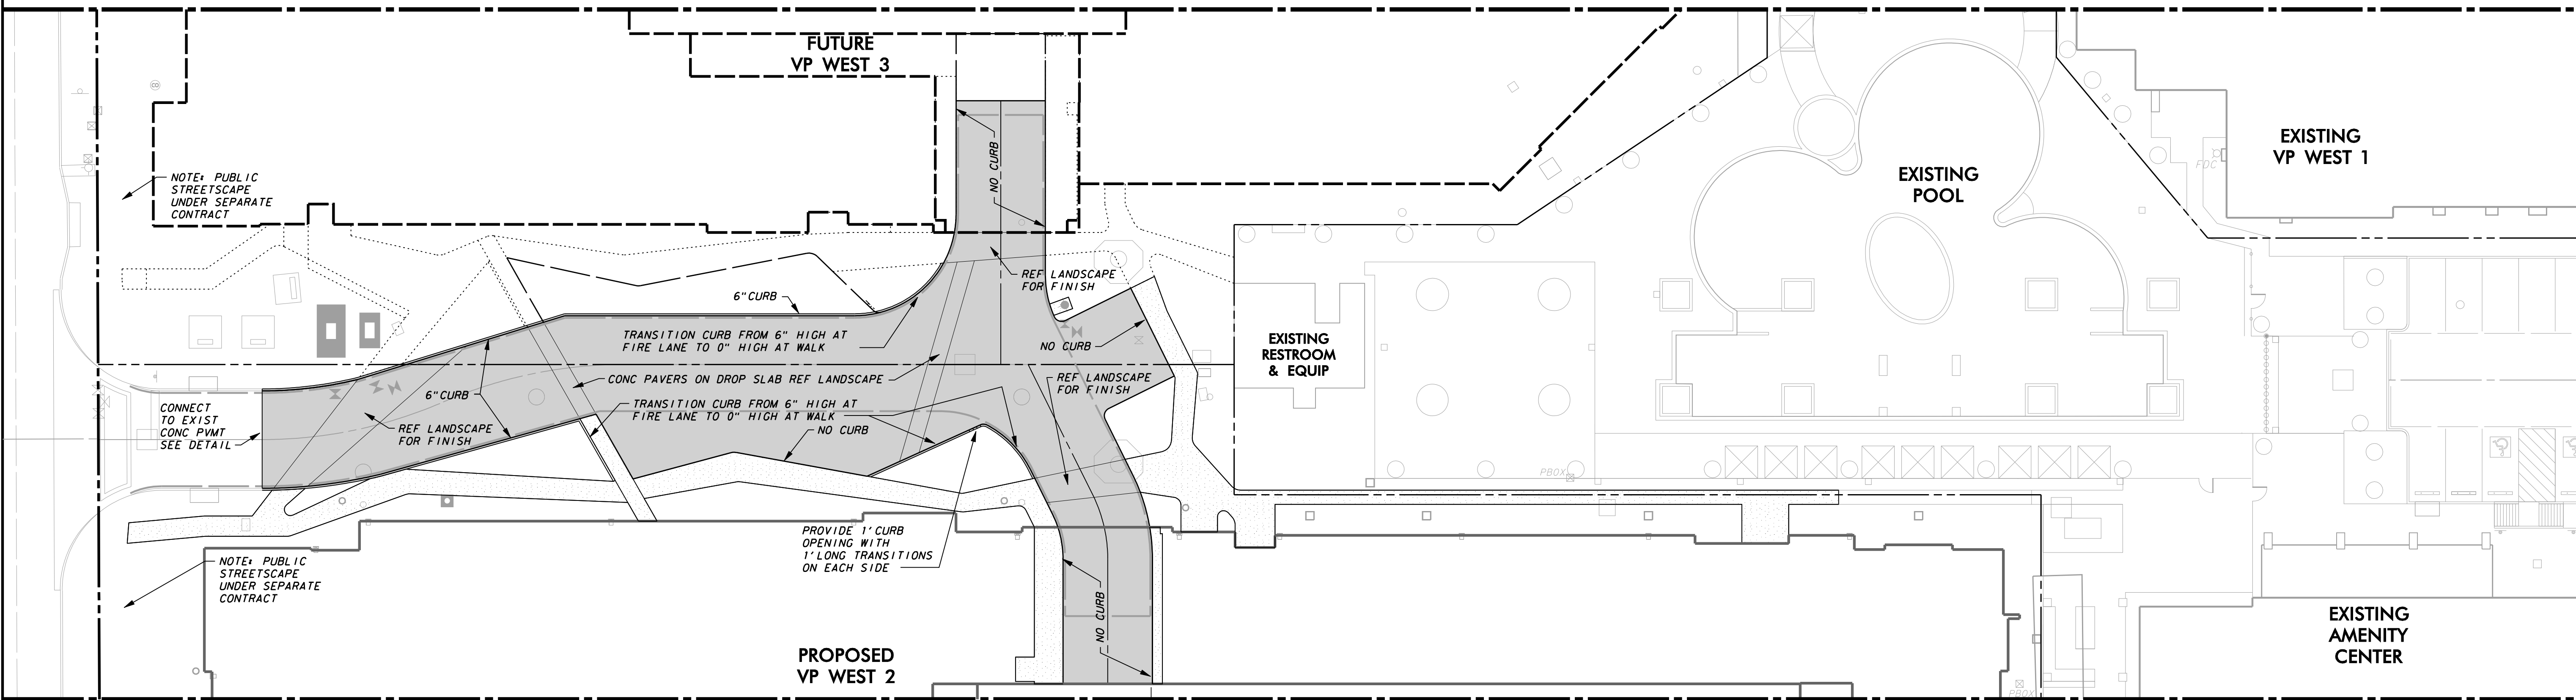 FUTURE
VP WEST 3
NO CURB
NOTE: PUBLIC
STREETSCAPE
UNDER SEPARATE
CONTRACT
EXISTING
VP WEST 1
FDC
EXISTING
POOL
REF LANDSCAPE
FOR FINISH
6"CURB
TRANSITION CURB FROM 6" HIGH AT
FIRE LANE TO 0" HIGH AT WALK
NO CURB
EXISTING
RESTROOM
& EQUIP
CONC PAVERS ON DROP SLAB REF LANDSCAPE
REF LANDSCAPE
FOR FINISH
6"CURB
TRANSITION CURB FROM 6" HIGH AT
FIRE LANE TO 0" HIGH AT WALK
CONNECT
TO EXIST
CONC PVMT
SEE DETAIL
REF LANDSCAPE
FOR FINISH
NO CURB
PBOX
PROVIDE 1' CURB
OPENING WITH
1' LONG TRANSITIONS
ON EACH SIDE
NOTE: PUBLIC
STREETSCAPE
UNDER SEPARATE
CONTRACT
NO CURB
PROPOSED
VP WEST 2
EXISTING
AMENITY
CENTER
PBOX